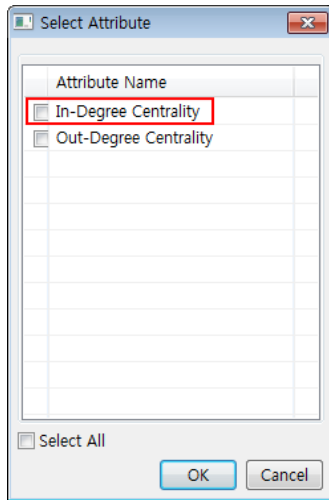 Select Attribute
Attribute Name
In-Degree Centrality
Out-Degree Centrality
Select All
OK
Cancel